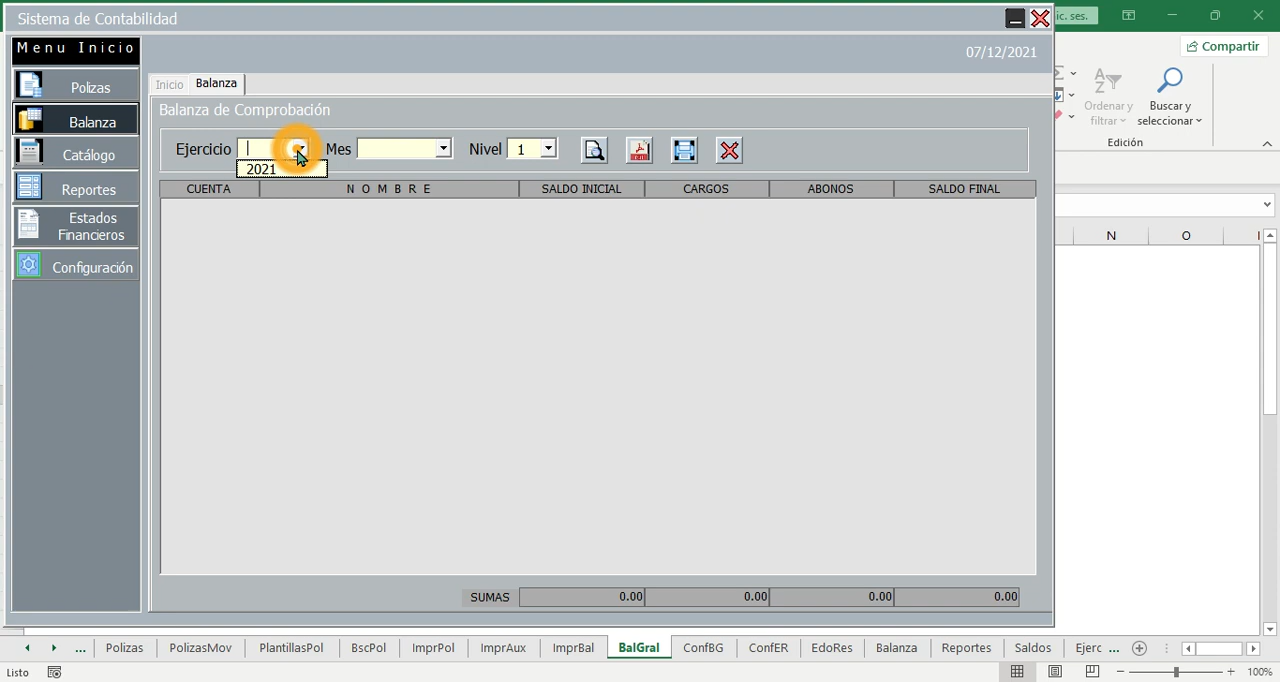 Sistema de Contabilidad
ic. ses.
Menu Inicio
07/12/2021
Compartir
Polizas
Balanza
Catálogo
Reportes
Estados
Financieros
Configuración
Inicio
Balanza
Balanza de Comprobación
Ejercicio
Mes
Nivel 1
2021
Ordenar y
filtrar
Buscar y
seleccionar
Edición
CUENTA NOMBRE SALDO INICIAL CARGOS ABONOS SALDO FINAL
N O
SUMAS 0.00 0.00 0.00 0.00
... Polizas PolizasMov PlantillasPol BscPol ImprPol ImprAux ImprBal BalGral ConfBG ConfER EdoRes Balanza Reportes Saldos Ejerc ...
Listo
100%